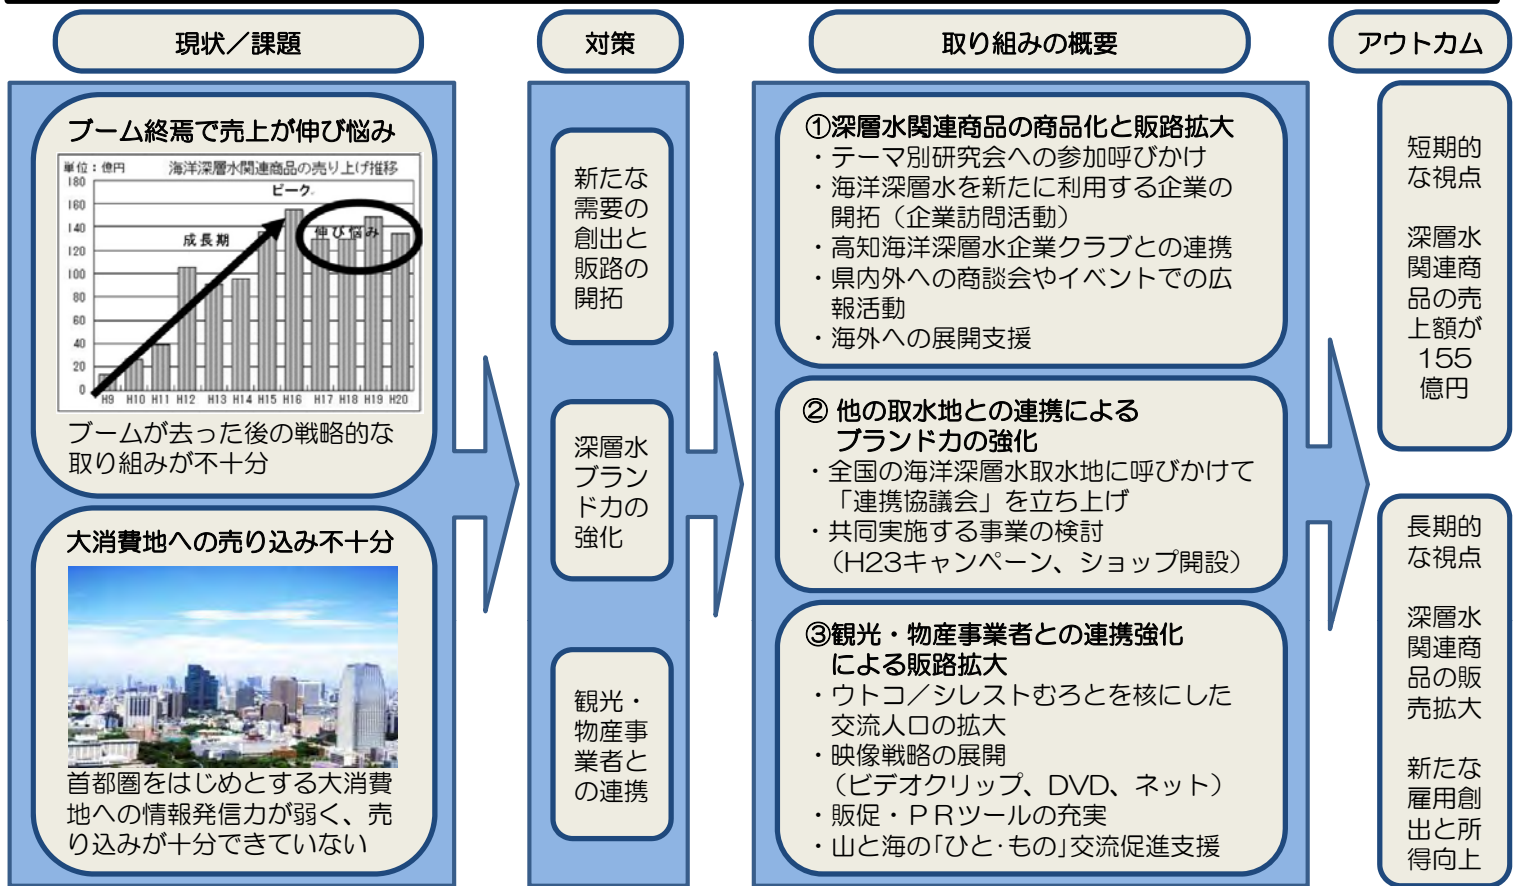 現状／課題
対策
取り組みの概要
アウトカム
ブーム終焉で売上が伸び悩み
単位：億円
海洋深層水関連商品の売り上げ推移
180
160
140
120
100
80
60
40
20
0
ピーク
成長期
伸び悩み
H9 H10 H11 H12 H13 H14 H15 H16 H17 H18 H19 H20
ブームが去った後の戦略的な
取り組みが不十分
大消費地への売り込み不十分
首都圏をはじめとする大消費
地への情報発信力が弱く、売
り込みが十分できていない
新たな
需要の
創出と
販路の
開拓
深層水
ブラン
ド力の
強化
観光・
物産事
業者と
の連携
①深層水関連商品の商品化と販路拡大
・テーマ別研究会への参加呼びかけ
・海洋深層水を新たに利用する企業の
開拓（企業訪問活動）
・高知海洋深層水企業クラブとの連携
・県内外への商談会やイベントでの広
報活動
・海外への展開支援
② 他の取水地との連携による
ブランド力の強化
・全国の海洋深層水取水地に呼びかけて
「連携協議会」を立ち上げ
・共同実施する事業の検討
（H23キャンペーン、ショップ開設）
③観光・物産事業者との連携強化
による販路拡大
・ウトコ／シレストむろとを核にした
交流人口の拡大
・映像戦略の展開
（ビデオクリップ、DVD、ネット）
・販促・ＰＲツールの充実
・山と海の｢ひと･もの｣交流促進支援
短期的
な視点
深層水
関連商
品の売
上額が
155
億円
長期的
な視点
深層水
関連商
品の販
売拡大
新たな
雇用創
出と所
得向上